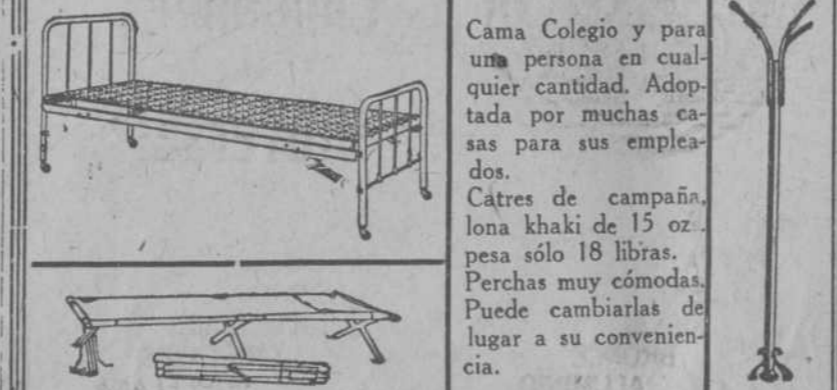 Cama Colegio y para
una persona en cual-
quier cantidad. Adop-
tada por muchas ca-
sas para sus emplea-
dos.
Catres de campaña,
lona khaki de 15 oz.
pesa sólo 18 libras.
Perchas muy cómodas.
Puede cambiarlas de
lugar a su convenien-
cia.